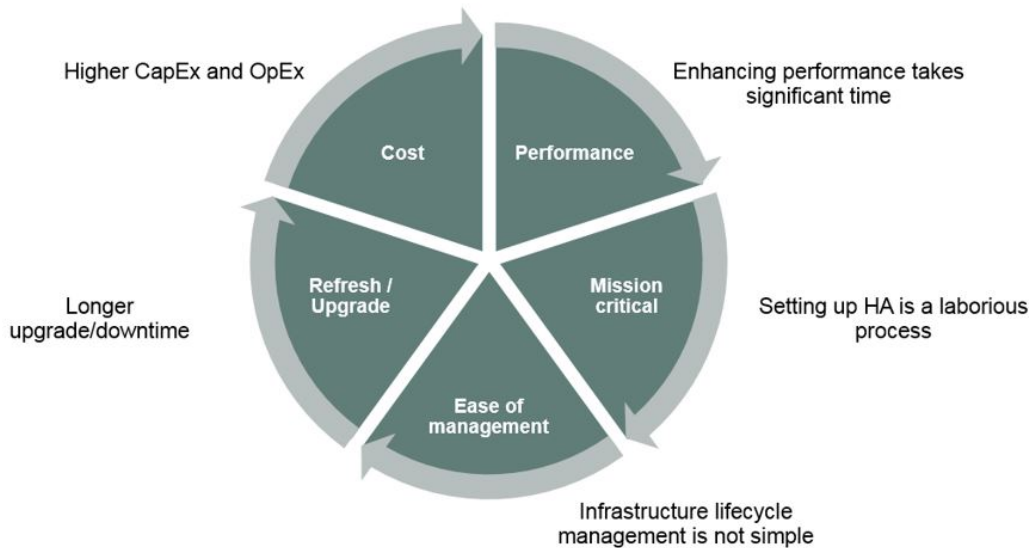 Higher CapEx and OpEx
Enhancing performance takes
significant time
Cost
Performance
Refresh /
Upgrade
Mission
critical
Longer
upgrade/downtime
Setting up HA is a laborious
process
Ease of
management
Infrastructure lifecycle
management is not simple